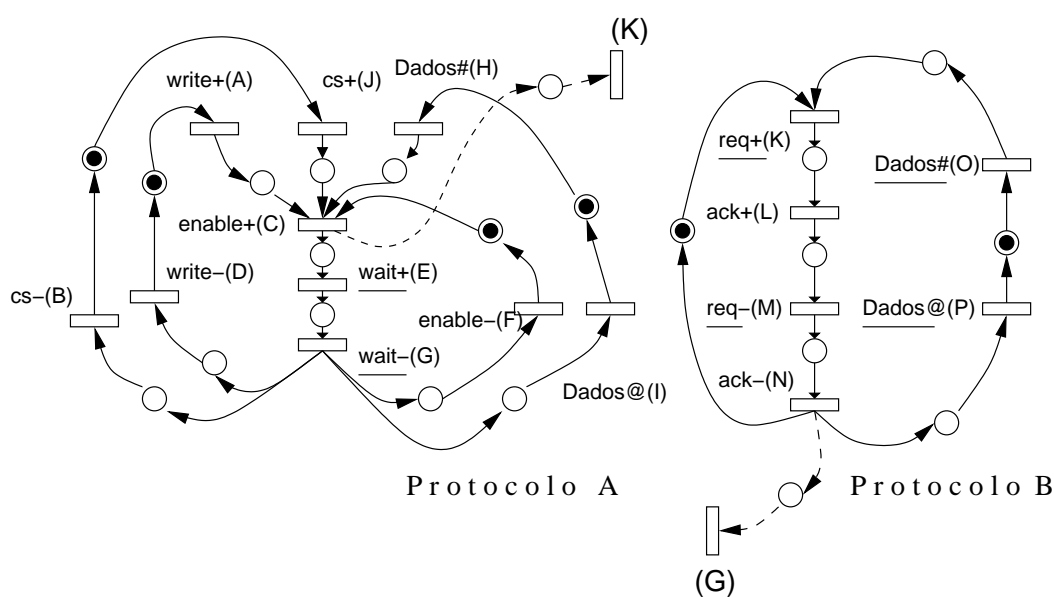 (K)
write+(A)
cs+(J)
Dados#(H)
req+(K)
Dados#(O)
ack+(L)
enable+(C)
write−(D)
wait+(E)
cs−(B)
enable−(F)
req−(M)
Dados@(P)
wait−(G)
Dados@(I)
ack−(N)
Protocolo A
Protocolo B
(G)